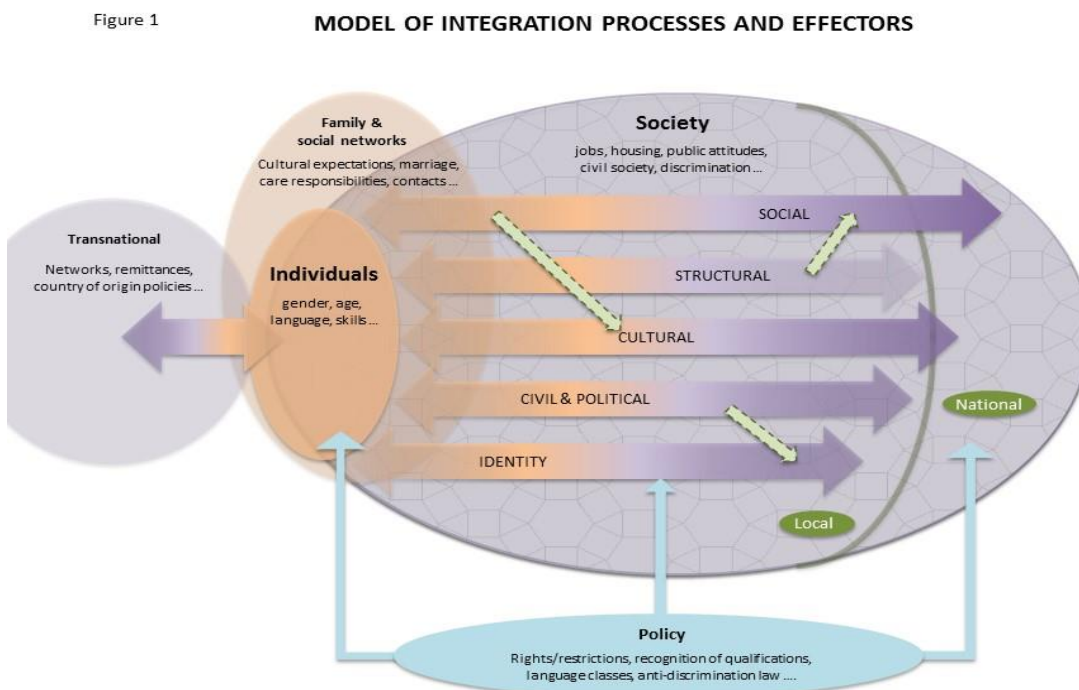 Figure 1
MODEL OF INTEGRATION PROCESSES AND EFFECTORS
Family &
social networks
Cultural expectations, marriage,
care responsibilities, contacts ...
Society
jobs, housing, public attitudes,
civil society, discrimination ...
Transnational
Networks, remittances,
country of origin policies ...
Individuals
gender, age,
language, skills ...
SOCIAL
STRUCTURAL
CULTURAL
CIVIL & POLITICAL
IDENTITY
National
Local
Policy
Rights/restrictions, recognition of qualifications,
language classes, anti-discrimination law ....